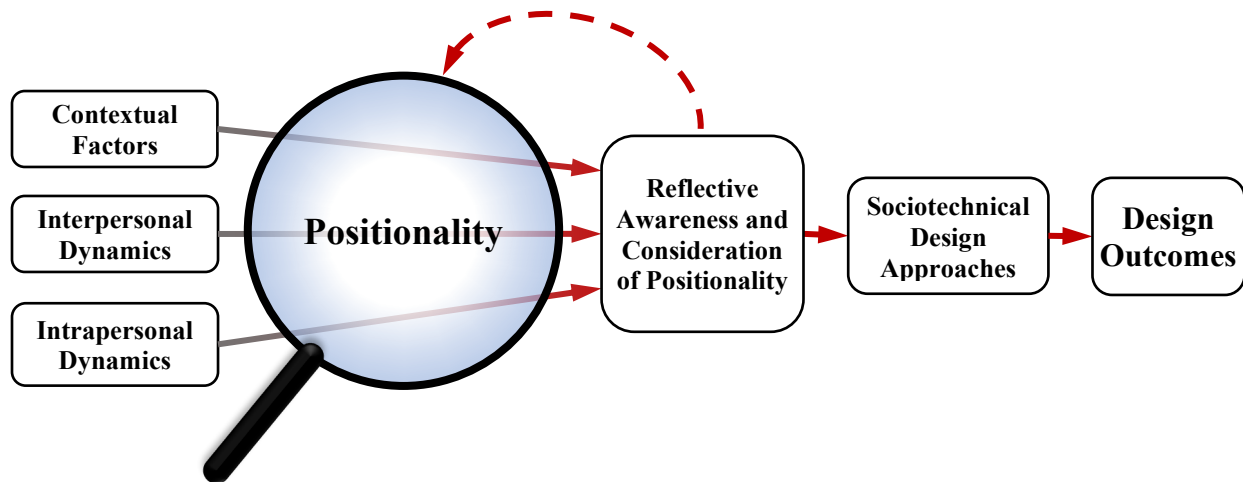 Contextual
Factors
Interpersonal
Dynamics
Intrapersonal
Dynamics
Positionality
Reflective
Awareness and
Consideration
of Positionality
Sociotechnical
Design
Approaches
Design
Outcomes